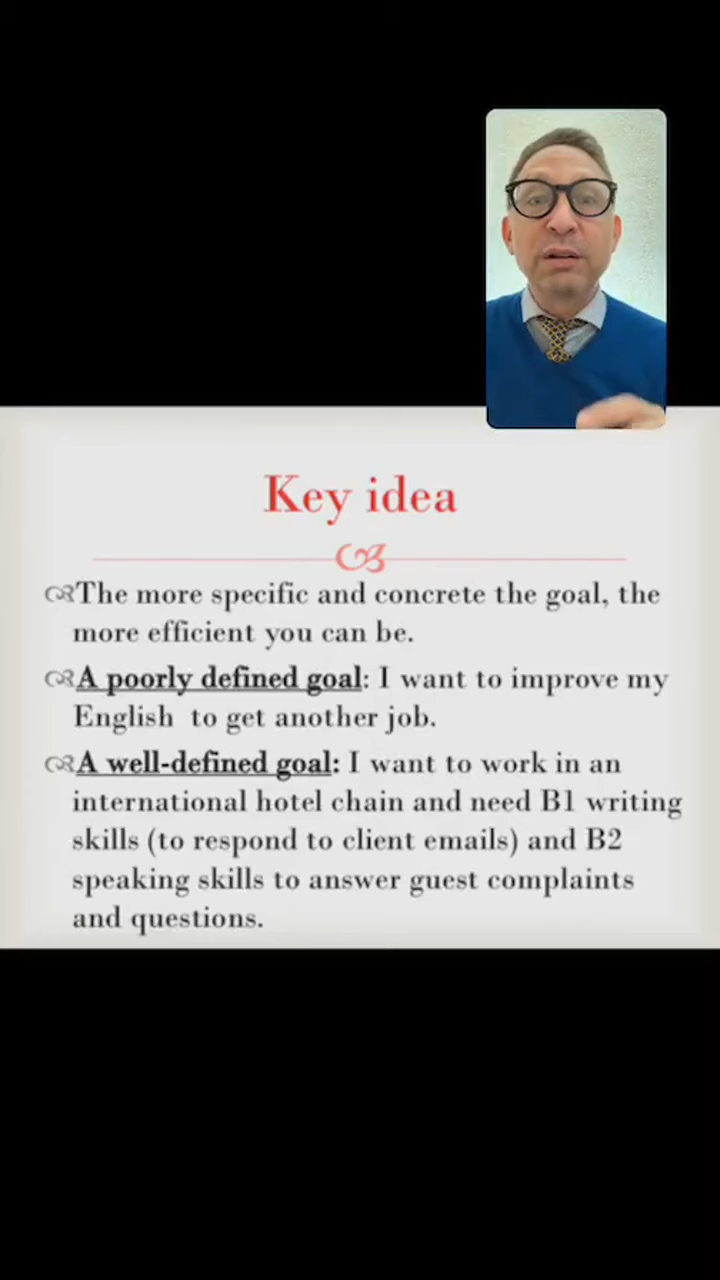 Key idea
The more specific and concrete the goal, the
more efficient you can be.
A poorly defined goal: I want to improve my
English to get another job.
A well-defined goal: I want to work in an
international hotel chain and need B1 writing
skills (to respond to client emails) and B2
speaking skills to answer guest complaints
and questions.